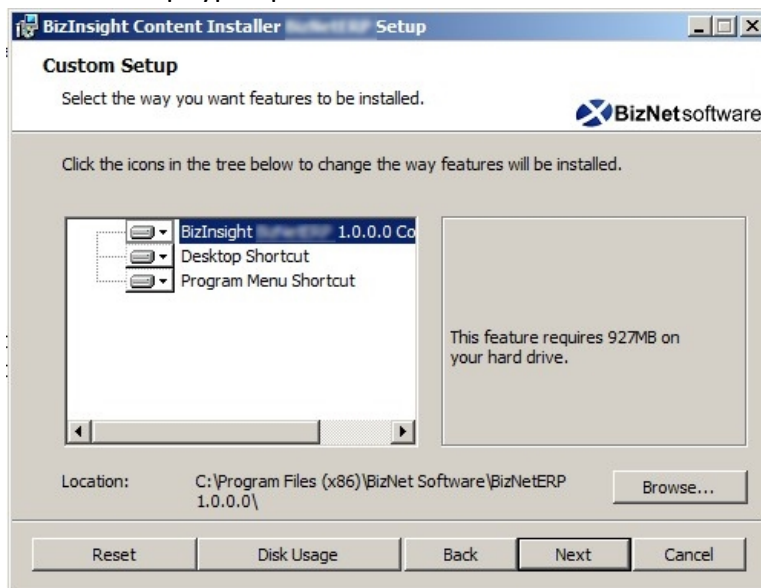 BizInsight Content Installer Setup
Custom Setup
Select the way you want features to be installed.
BizNetsoftware
Click the icons in the tree below to change the way features will be installed.
BizInsight 1.0.0.0 Co
Desktop Shortcut
Program Menu Shortcut
This feature requires 927MB on
your hard drive.
Location:
C:\Program Files (x86)\BizNet Software\BizNetERP
1.0.0.0\
Browse...
Reset
Disk Usage
Back
Next
Cancel